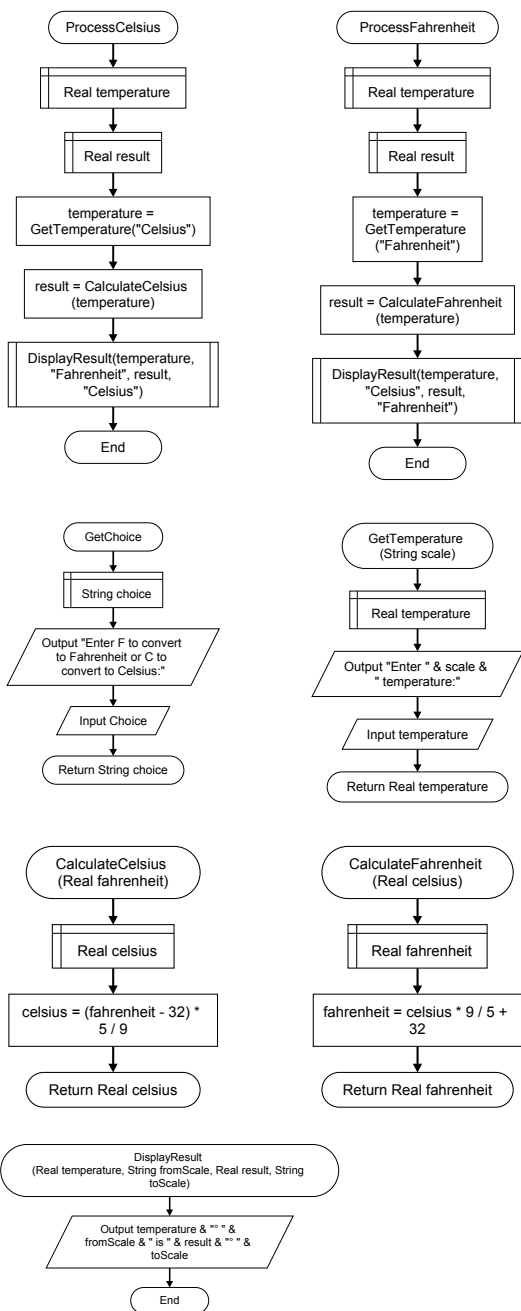 ProcessCelsius
Real temperature
Real result
temperature =
GetTemperature("Celsius")
result = CalculateCelsius
(temperature)
DisplayResult(temperature,
"Fahrenheit", result,
"Celsius")
End
ProcessFahrenheit
Real temperature
Real result
temperature =
GetTemperature
("Fahrenheit")
result = CalculateFahrenheit
(temperature)
DisplayResult(temperature,
"Celsius", result,
"Fahrenheit")
End
GetChoice
String choice
Output "Enter F to convert
to Fahrenheit or C to
convert to Celsius:"
Input Choice
Return String choice
GetTemperature
(String scale)
Real temperature
Output "Enter " & scale &
" temperature:"
Input temperature
Return Real temperature
CalculateCelsius
(Real fahrenheit)
Real celsius
celsius = (fahrenheit - 32) *
5 / 9
Return Real celsius
CalculateFahrenheit
(Real celsius)
Real fahrenheit
fahrenheit = celsius * 9 / 5 +
32
Return Real fahrenheit
DisplayResult
(Real temperature, String fromScale, Real result, String
toScale)
Output temperature & "° " &
fromScale & " is " & result & "° " &
toScale
End